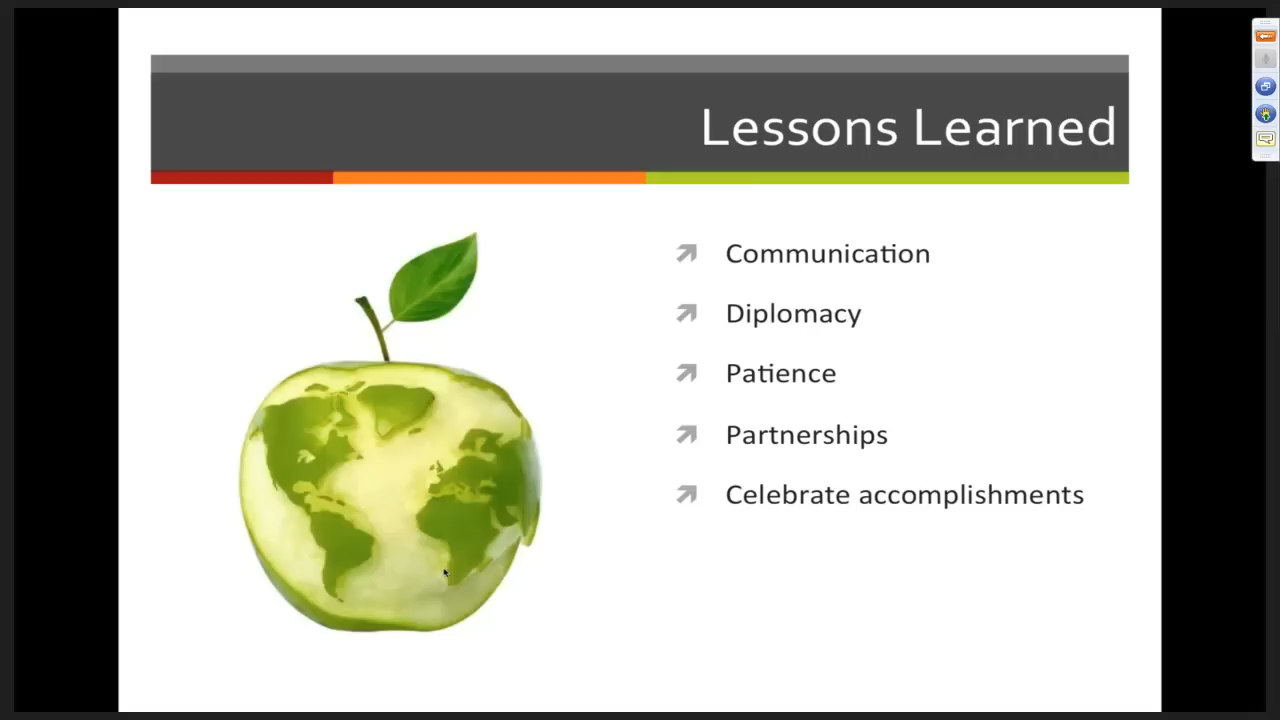 Lessons Learned
Communication
Diplomacy
Patience
Partnerships
Celebrate accomplishments